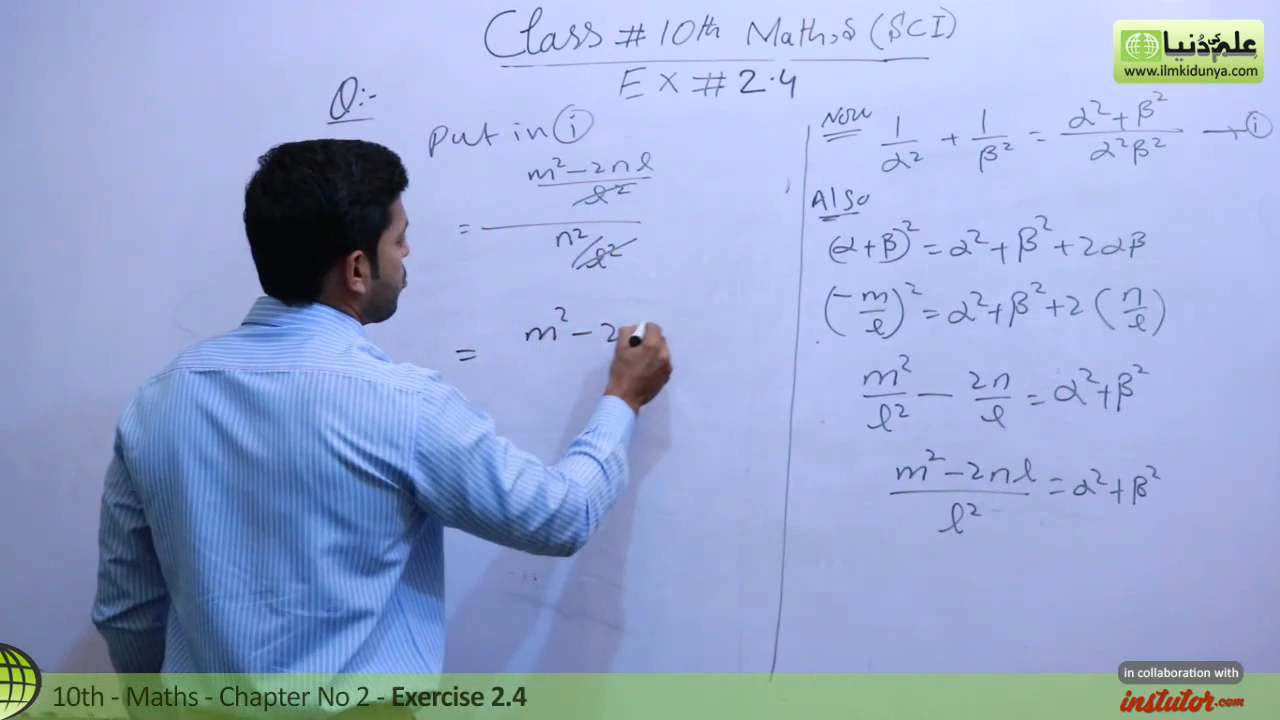 Class # 10th Maths (SCI)
Ex # 2.4
علم کی دنیا
www.ilmkidunya.com
Q:-
put in (i)
= (m² - 2nl / l²) / (n² / l²)
= m² - 2
Now 1/α² + 1/β² = (α² + β²) / α²β² → (i)
Also
(α+β)² = α² + β² + 2αβ
(-m/l)² = α² + β² + 2 (n/l)
m²/l² - 2n/l = α² + β²
(m² - 2nl) / l² = α² + β²
10th - Maths - Chapter No 2 - Exercise 2.4
in collaboration with
instutor.com